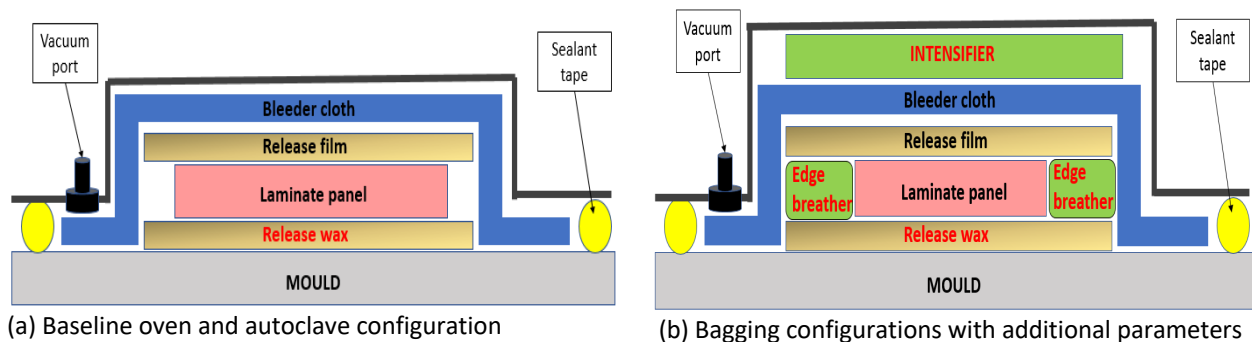 Vacuum
port
Sealant
tape
Bleeder cloth
Release film
Laminate panel
Release wax
MOULD
(a) Baseline oven and autoclave configuration
Vacuum
port
Sealant
tape
INTENSIFIER
Bleeder cloth
Release film
Edge
breather
Laminate panel
Edge
breather
Release wax
MOULD
(b) Bagging configurations with additional parameters